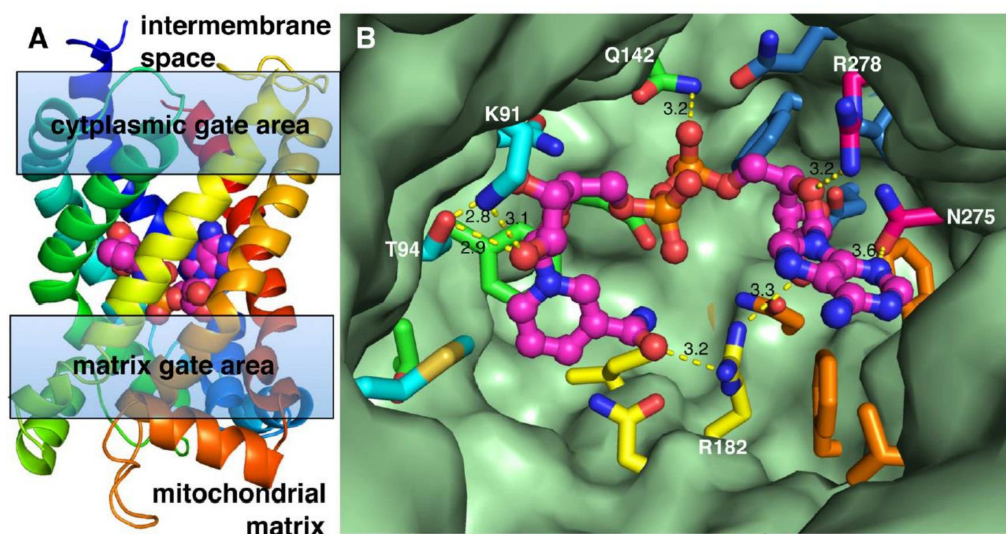 A
intermembrane
space
cytplasmic gate area
matrix gate area
mitochondrial
matrix
B
Q142
R278
3.2
K91
3.2
2.8
3.1
N275
T94
2.9
3.6
3.3
3.2
R182